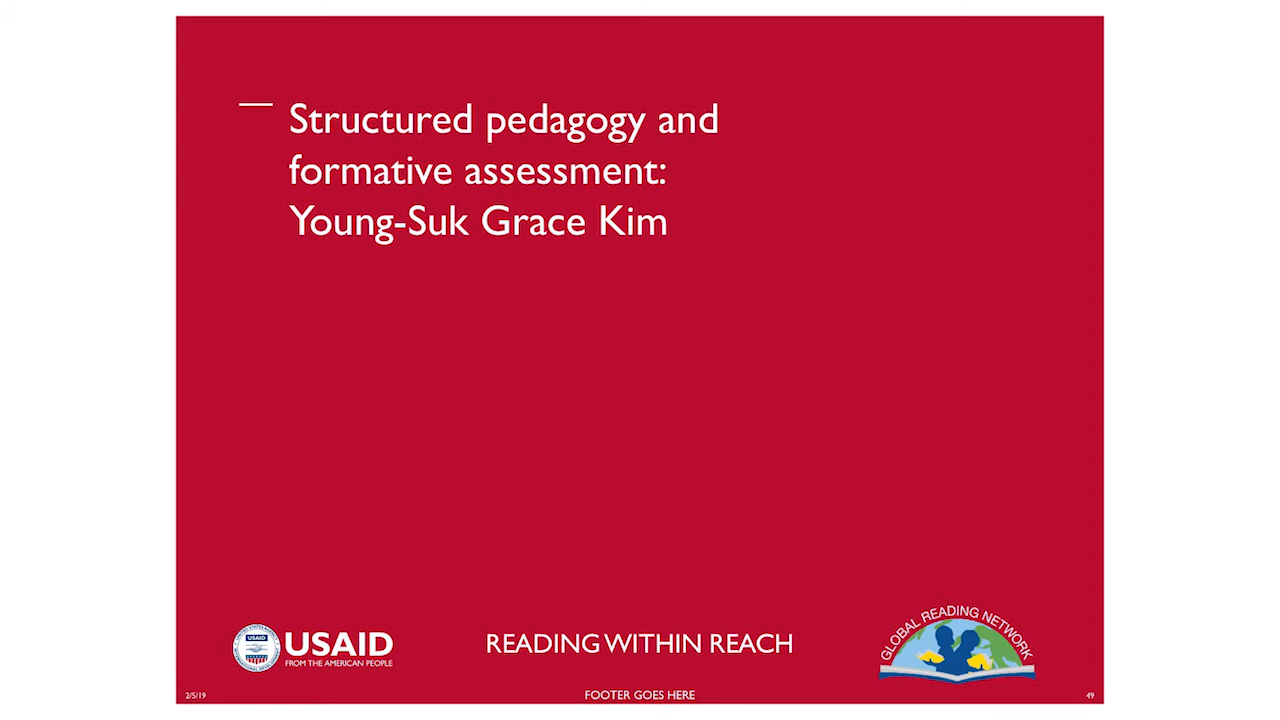 Structured pedagogy and
formative assessment:
Young-Suk Grace Kim
USAID
USAID
FROM THE AMERICAN PEOPLE
READING WITHIN REACH
GLOBAL READING NETWORK
2/5/19
FOOTER GOES HERE
49